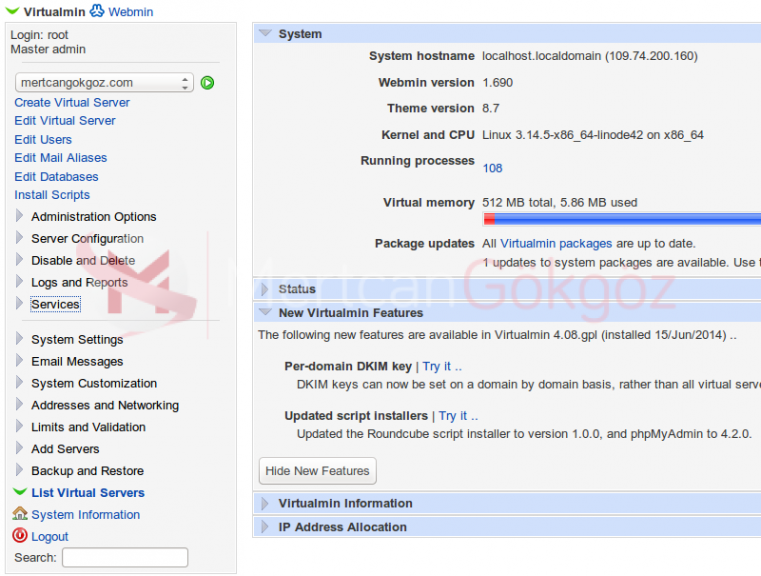 Virtualmin Webmin
Login: root
Master admin
mertcangokgoz.com
Create Virtual Server
Edit Virtual Server
Edit Users
Edit Mail Aliases
Edit Databases
Install Scripts
Administration Options
Server Configuration
Disable and Delete
Logs and Reports
Services
System Settings
Email Messages
System Customization
Addresses and Networking
Limits and Validation
Add Servers
Backup and Restore
List Virtual Servers
System Information
Logout
Search:
System
System hostname localhost.localdomain (109.74.200.160)
Webmin version 1.690
Theme version 8.7
Kernel and CPU Linux 3.14.5-x86_64-linode42 on x86_64
Running processes 108
Virtual memory 512 MB total, 5.86 MB used
Package updates All Virtualmin packages are up to date.
1 updates to system packages are available. Use
Status
New Virtualmin Features
The following new features are available in Virtualmin 4.08.gpl (installed 15/Jun/2014) ..
Per-domain DKIM key | Try it ..
DKIM keys can now be set on a domain by domain basis, rather than all virtual serve
Updated script installers | Try it ..
Updated the Roundcube script installer to version 1.0.0, and phpMyAdmin to 4.2.0.
Hide New Features
Virtualmin Information
IP Address Allocation
MertcanGökgöz